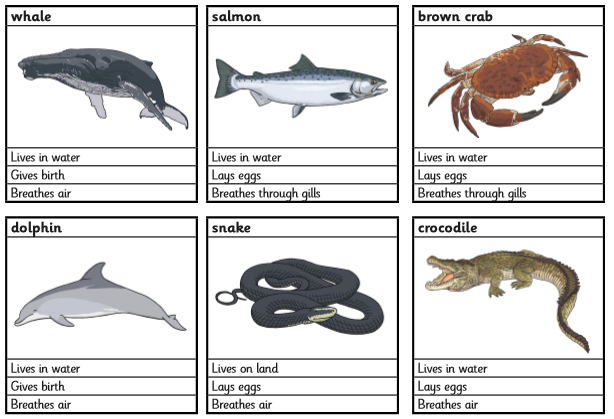 whale
Lives in water
Gives birth
Breathes air
salmon
Lives in water
Lays eggs
Breathes through gills
brown crab
Lives in water
Lays eggs
Breathes through gills
dolphin
Lives in water
Gives birth
Breathes air
snake
Lives on land
Lays eggs
Breathes air
crocodile
Lives in water
Lays eggs
Breathes air